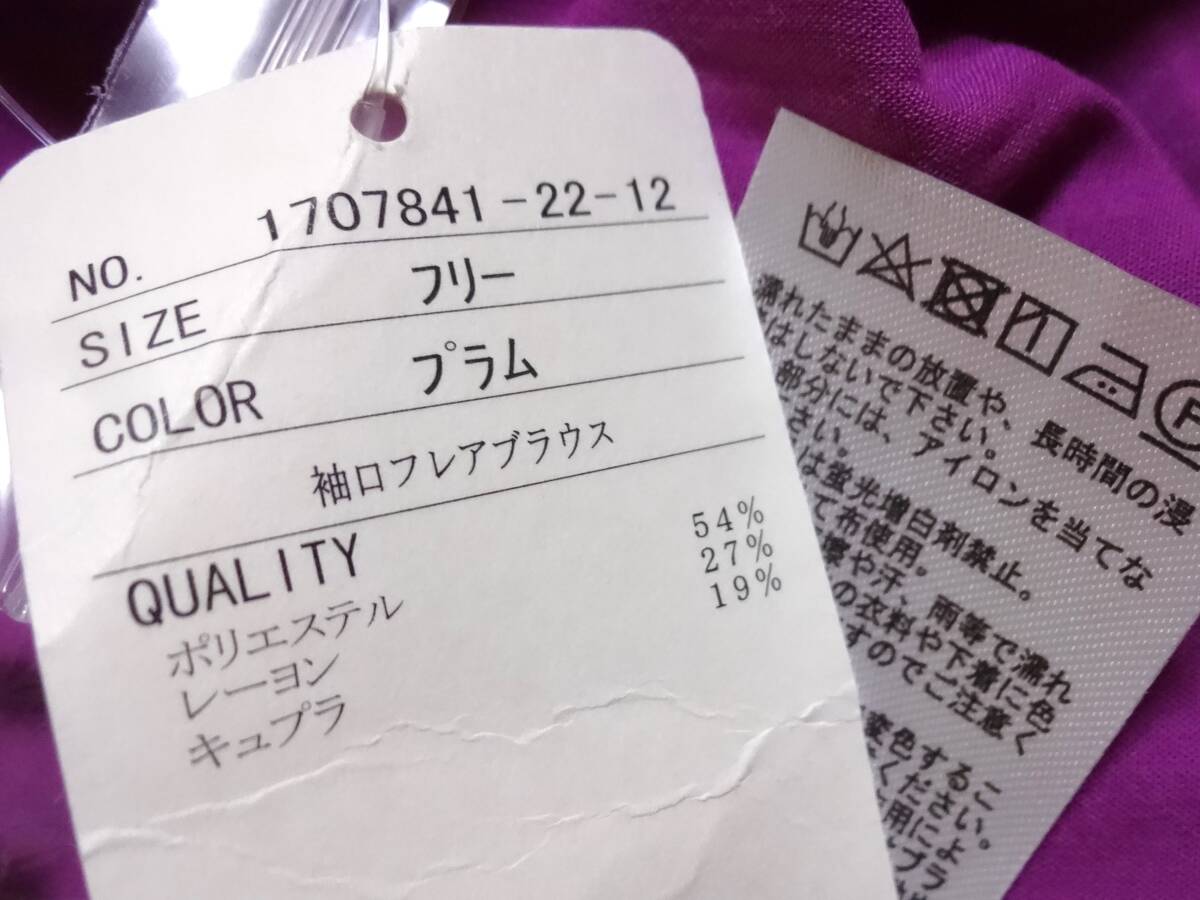 NO. 1707841-22-12
SIZE フリー
COLOR プラム
袖口フレアブラウス
QUALITY
ポリエステル 54%
レーヨン 27%
キュプラ 19%
濡れたままの放置や、長時間の浸
はしないで下さい。
部分には、アイロンを当てな
さい。
は蛍光増白剤禁止。
て布使用。
擦や汗、雨等で濡れ
の衣料や下着に色
すのでご注意く
変色するこ
ください。
用によ
ブラ